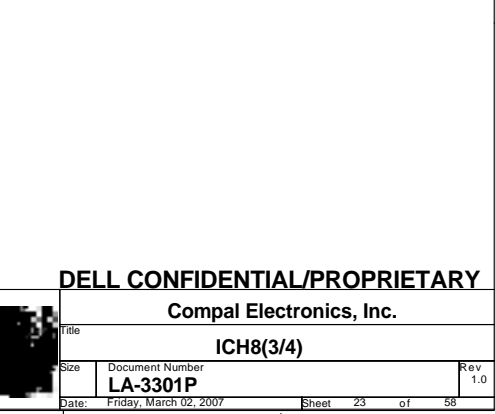 DELL CONFIDENTIAL/PROPRIETARY
Compal Electronics, Inc.
Title
ICH8(3/4)
Size Document Number Rev
LA-3301P 1.0
Date: Friday, March 02, 2007 Sheet 23 of 58